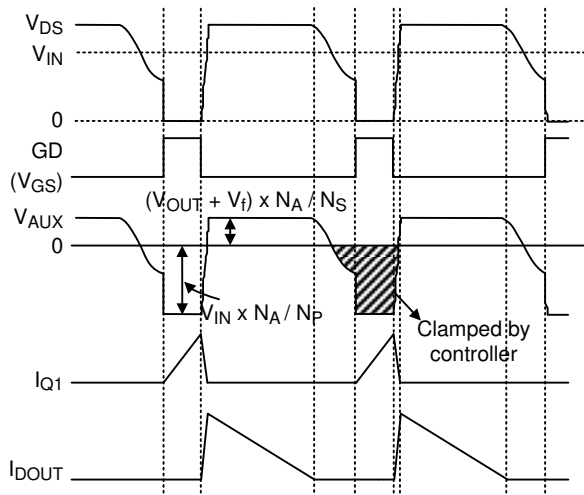 VDS
VIN
0
GD
(VGS)
(VOUT + Vf) x NA / NS
VAUX
0
VIN x NA / NP
Clamped by
controller
IQ1
IDOUT